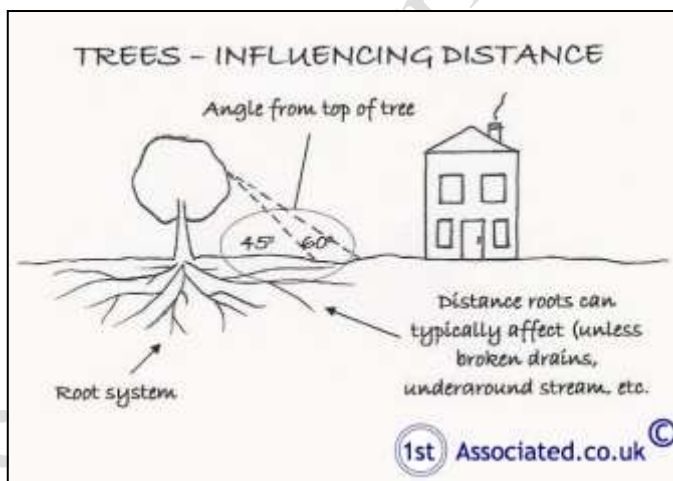 TREES – INFLUENCING DISTANCE
Angle from top of tree
45° 60°
Distance roots can
typically affect (unless
broken drains,
underaround stream, etc.
Root system
1st Associated.co.uk ©